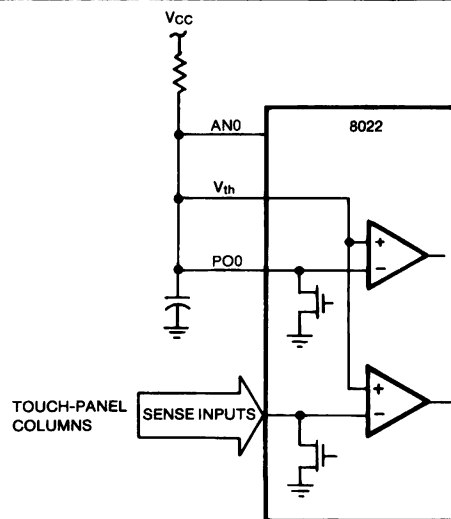 VCC
AN0
8022
Vth
PO0
+
−
+
−
TOUCH-PANEL
COLUMNS
SENSE INPUTS